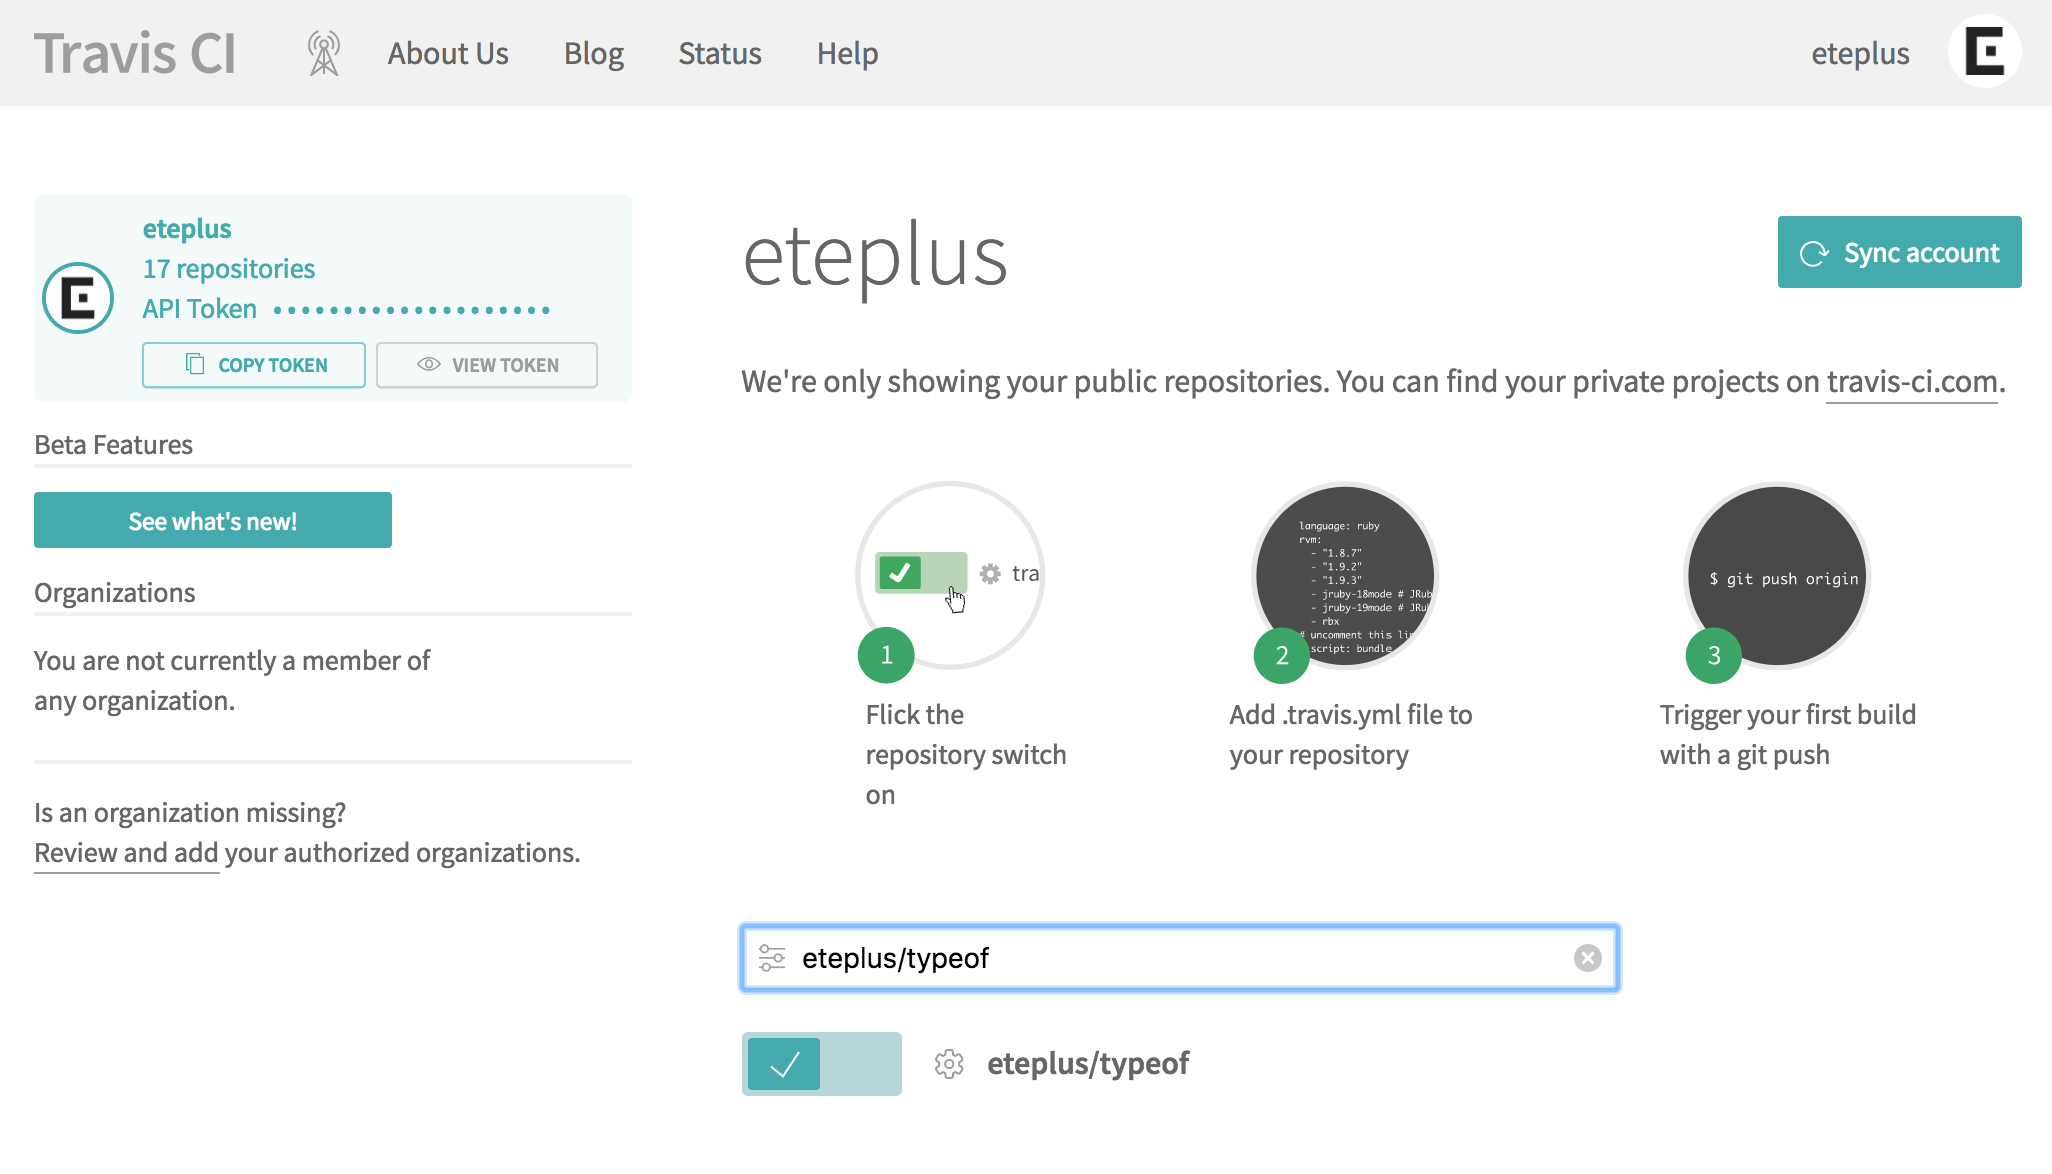 Travis CI
About Us
Blog
Status
Help
eteplus
eteplus
17 repositories
API Token
COPY TOKEN
VIEW TOKEN
Beta Features
See what's new!
Organizations
You are not currently a member of
any organization.
Is an organization missing?
Review and add your authorized organizations.
eteplus
Sync account
We're only showing your public repositories. You can find your private projects on travis-ci.com.
tra
1
Flick the
repository switch
on
language: ruby
rvm:
- "1.8.7"
- "1.9.2"
- "1.9.3"
- jruby-18mode # JRub
- jruby-19mode # JRu
- rbx
# uncomment this li
script: bundle
2
Add .travis.yml file to
your repository
$ git push origin
3
Trigger your first build
with a git push
eteplus/typeof
eteplus/typeof